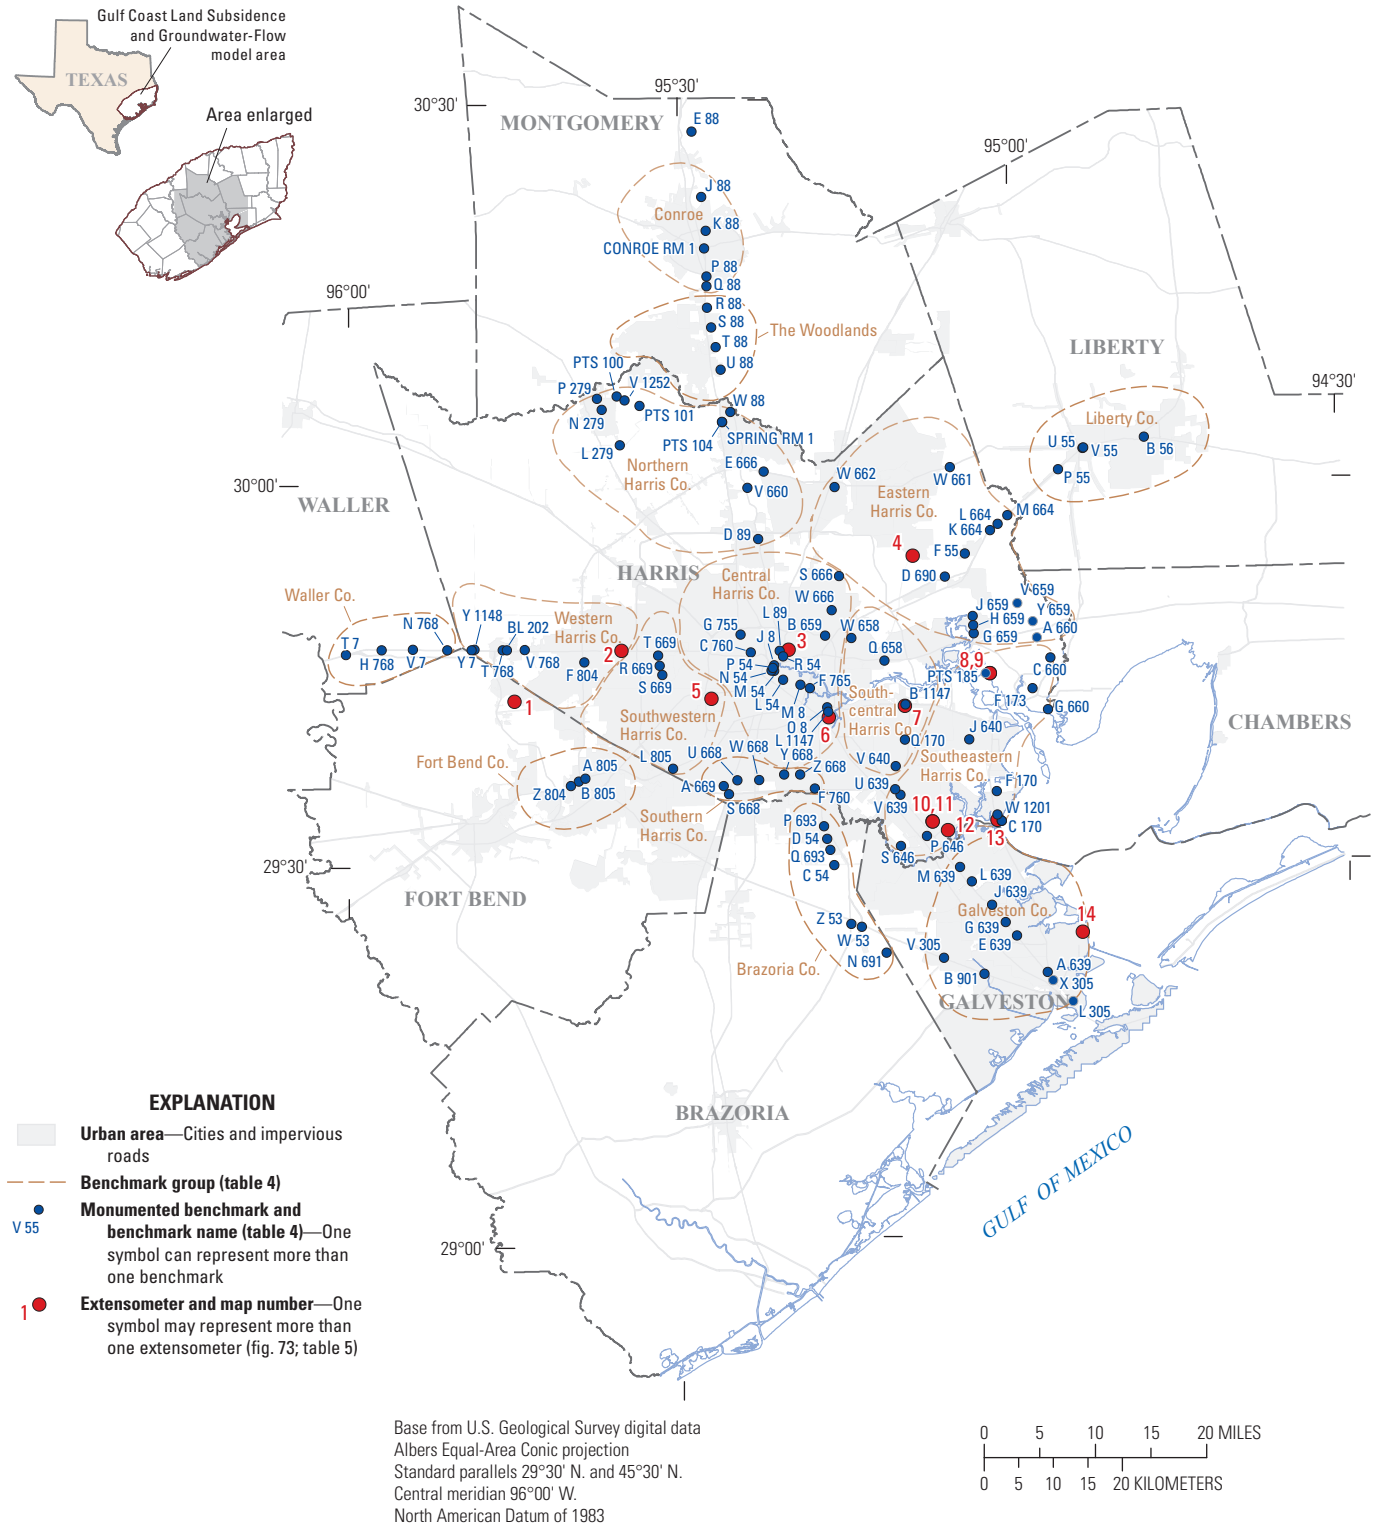 Gulf Coast Land Subsidence
and Groundwater-Flow
model area
TEXAS
Area enlarged
95°30'
30°30'
MONTGOMERY
E 88
95°00'
J 88
Conroe
K 88
CONROE RM 1
P 88
Q 88
96°00'
R 88
S 88
The Woodlands
T 88
U 88
LIBERTY
PTS 100
V 1252
P 279
94°30'
N 279
PTS 101
W 88
PTS 104
SPRING RM 1
Liberty Co.
U 55
V 55
B 56
P 55
L 279
Northern
Harris Co.
E 666
V 660
W 662
W 661
Eastern
Harris Co.
30°00'
WALLER
M 664
L 664
K 664
D 89
4
F 55
HARRIS
Central
Harris Co.
S 666
D 690
Waller Co.
Y 1148
N 768
BL 202
Western
Harris Co.
W 666
L 89
B 659
W 658
V 659
J 659
Y 659
H 659
A 660
G 659
T 7
H 768
V 7
Y 7
T 768
V 768
F 804
2
T 669
R 669
S 669
G 755
J 8
C 760
3
P 54
R 54
N 54
M 54
F 765
L 54
Q 658
8,9
PTS 185
C 660
F 173
G 660
1
5
M 8
O 8
6
L 1147
South-
central
Harris Co.
B 1147
7
CHAMBERS
Southwestern
Harris Co.
Q 170
J 640
Fort Bend Co.
A 805
Z 804
B 805
L 805
U 668
W 668
Y 668
Z 668
V 640
Southeastern
Harris Co.
A 669
S 668
F 760
U 639
V 639
F 170
W 1201
C 170
10,11
12
13
Southern
Harris Co.
P 693
D 54
Q 693
C 54
S 646
P 646
29°30'
FORT BEND
M 639
L 639
J 639
Galveston Co.
14
Z 53
W 53
N 691
G 639
E 639
V 305
B 901
A 639
X 305
L 305
Brazoria Co.
GALVESTON
BRAZORIA
GULF OF MEXICO
29°00'
EXPLANATION
Urban area—Cities and impervious
roads
Benchmark group (table 4)
Monumented benchmark and
V 55
benchmark name (table 4)—One
symbol can represent more than
one benchmark
1
Extensometer and map number—One
symbol may represent more than
one extensometer (fig. 73; table 5)
Base from U.S. Geological Survey digital data
Albers Equal-Area Conic projection
Standard parallels 29°30' N. and 45°30' N.
Central meridian 96°00' W.
North American Datum of 1983
0 5 10 15 20 MILES
0 5 10 15 20 KILOMETERS